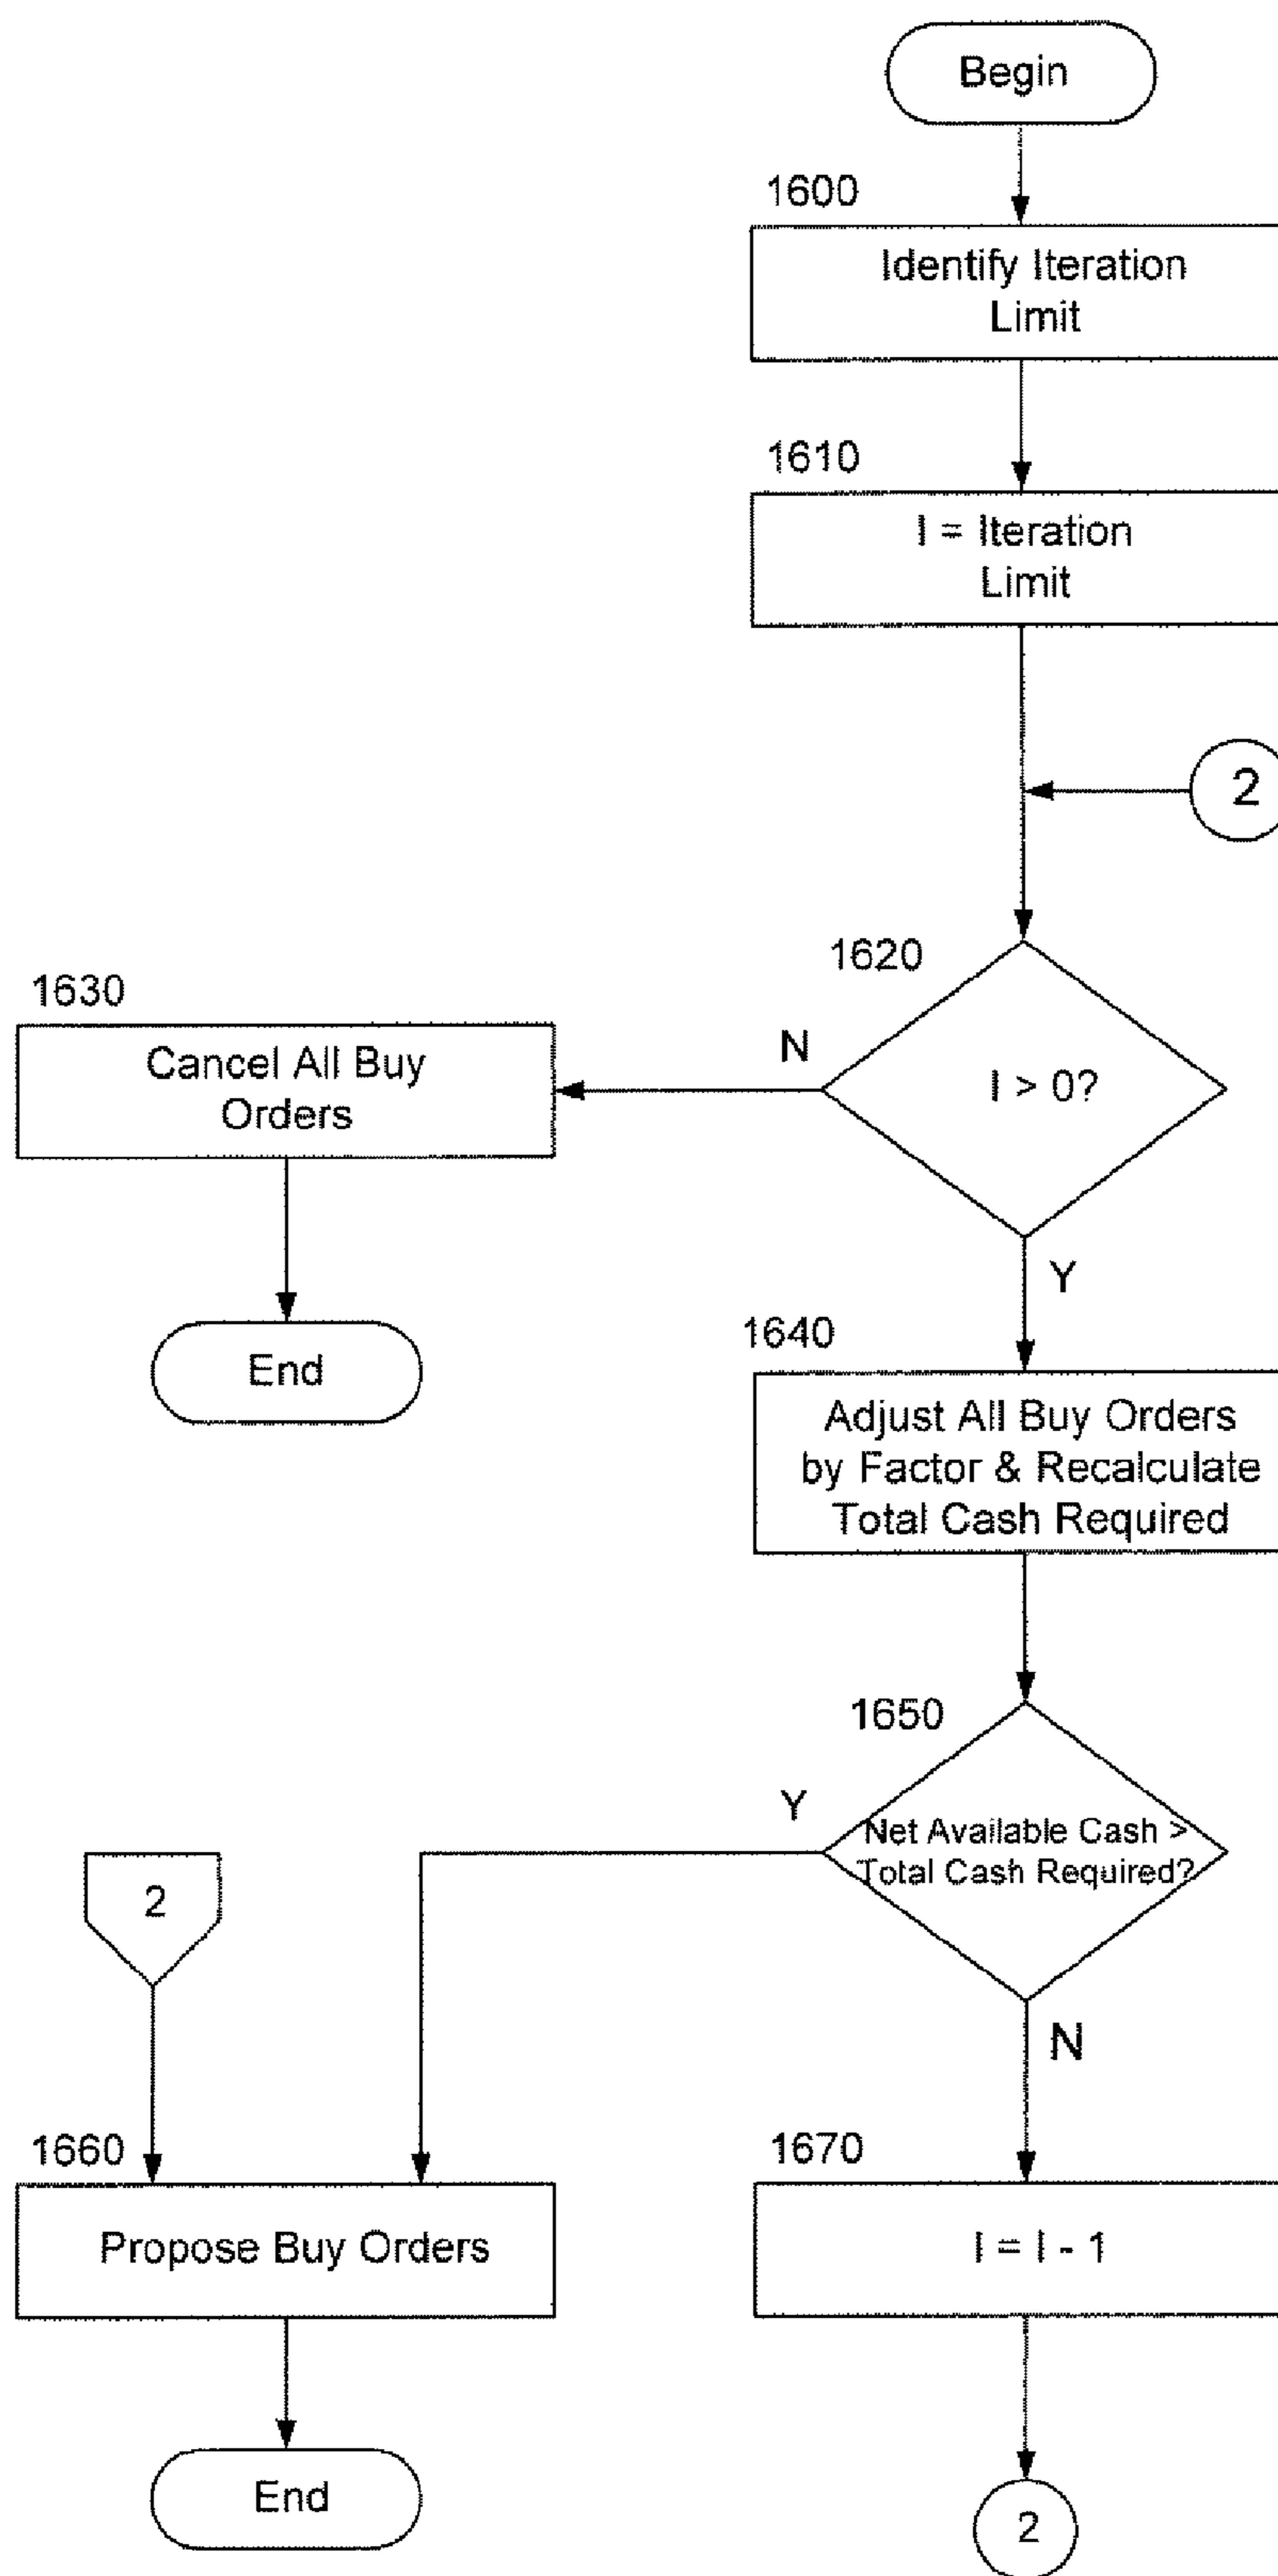 Begin
1600
Identify Iteration
Limit
1610
I = Iteration
Limit
2
1620
I > 0?
N
1630
Cancel All Buy
Orders
End
Y
1640
Adjust All Buy Orders
by Factor & Recalculate
Total Cash Required
1650
Net Available Cash >
Total Cash Required?
Y
2
N
1660
Propose Buy Orders
1670
I = I - 1
End
2